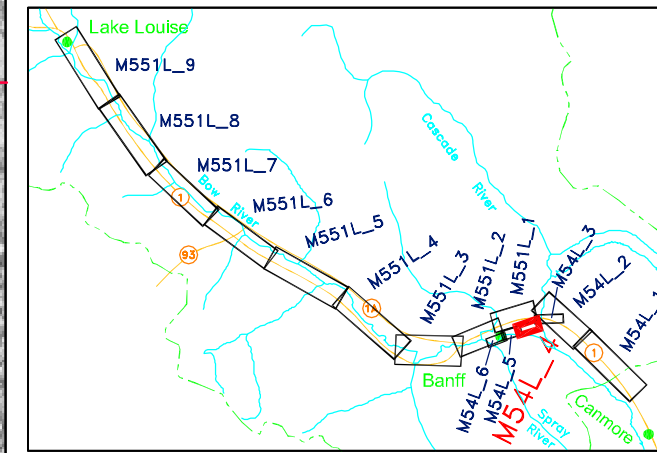 Lake Louise
M551L_9
M551L_8
M551L_7
M551L_6
M551L_5
M551L_4
M551L_3
M551L_2
M551L_1
M54L_3
M54L_2
M54L_1
M54L_6
M54L_5
M54L_4
Bow
River
Cascade
River
1
93
1A
1
Banff
Spray
River
Canmore